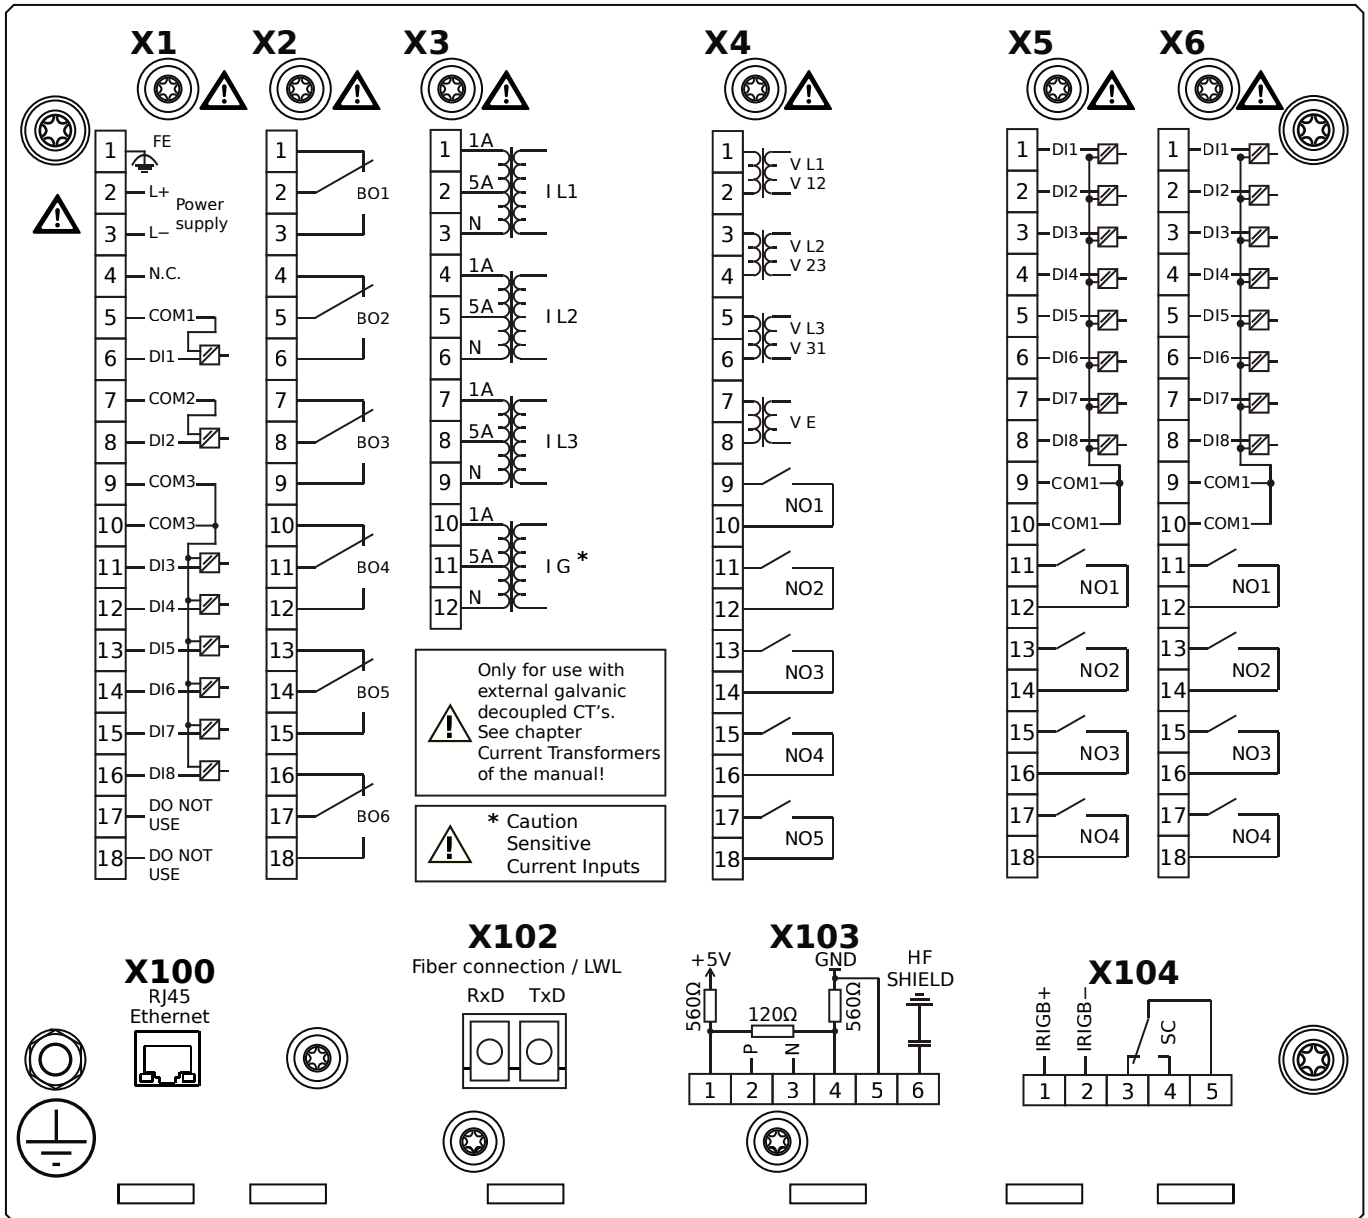 X1
X2
X3
X4
X5
X6
1 FE
2 L+
Power
supply
3 L−
4 N.C.
5 COM1
6 DI1
7 COM2
8 DI2
9 COM3
10 COM3
11 DI3
12 DI4
13 DI5
14 DI6
15 DI7
16 DI8
17 DO NOT
USE
18 DO NOT
USE
1
2 BO1
3
4
5 BO2
6
7
8 BO3
9
10
11 BO4
12
13
14 BO5
15
16
17 BO6
18
1 1A
2 5A I L1
3 N
4 1A
5 5A I L2
6 N
7 1A
8 5A I L3
9 N
10 1A
11 5A I G *
12 N
Only for use with
external galvanic
decoupled CT's.
See chapter
Current Transformers
of the manual!
* Caution
Sensitive
Current Inputs
1 V L1
2 V 12
3 V L2
4 V 23
5 V L3
6 V 31
7 V E
8
9
NO1
10
11
NO2
12
13
NO3
14
15
NO4
16
17
NO5
18
1 DI1
2 DI2
3 DI3
4 DI4
5 DI5
6 DI6
7 DI7
8 DI8
9 COM1
10 COM1
11
NO1
12
13
NO2
14
15
NO3
16
17
NO4
18
1 DI1
2 DI2
3 DI3
4 DI4
5 DI5
6 DI6
7 DI7
8 DI8
9 COM1
10 COM1
11
NO1
12
13
NO2
14
15
NO3
16
17
NO4
18
X100
RJ45
Ethernet
X102
Fiber connection / LWL
RxD TxD
X103
+5V GND HF
SHIELD
560Ω 120Ω 560Ω
P N
1 2 3 4 5 6
X104
IRIGB+ IRIGB− SC
1 2 3 4 5